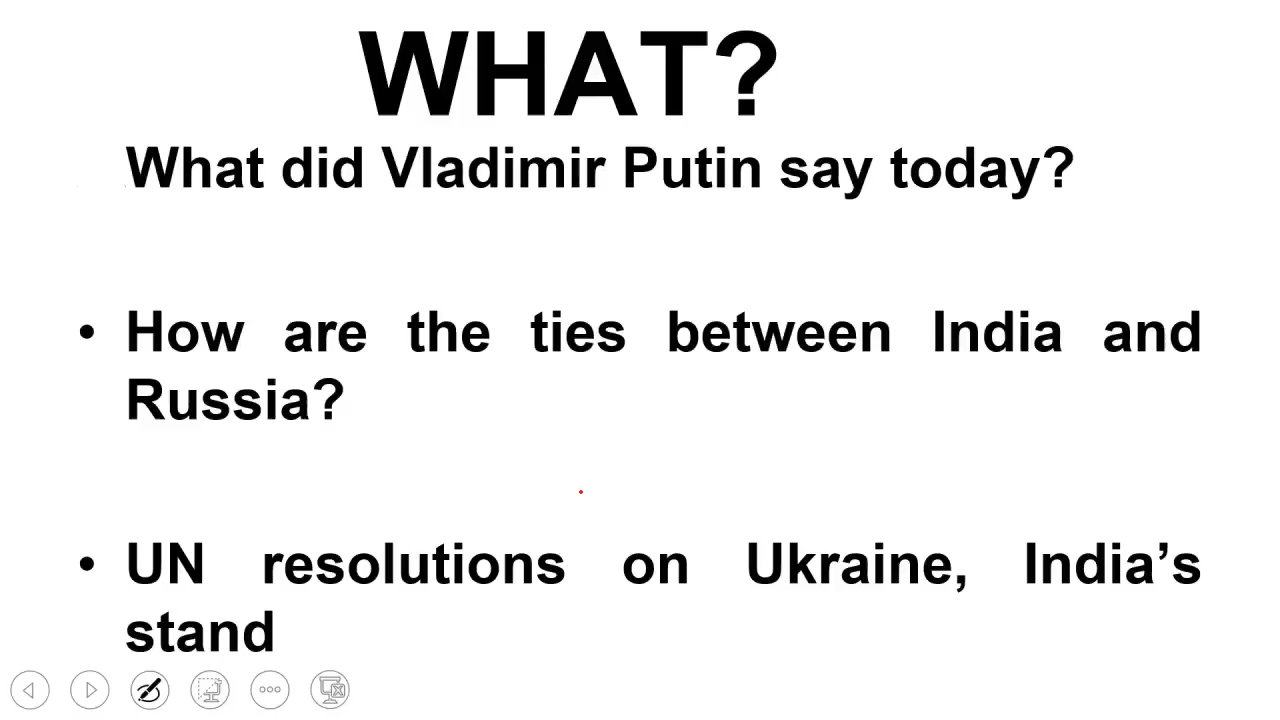 WHAT?
What did Vladimir Putin say today?
• How are the ties between India and
Russia?
• UN resolutions on Ukraine, India’s
stand